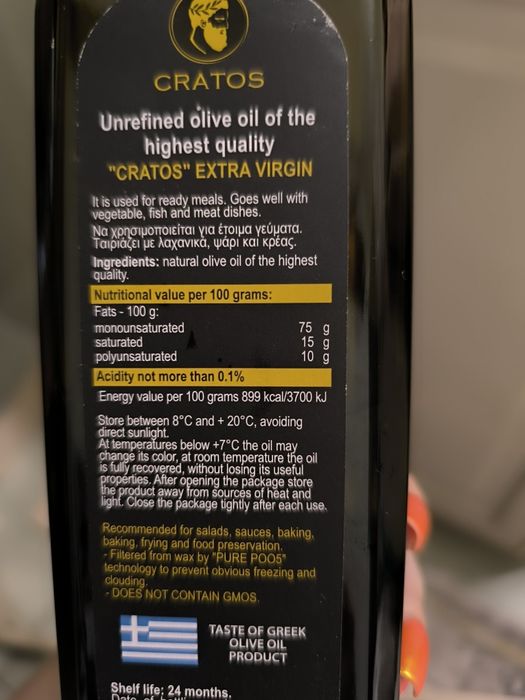 CRATOS
Unrefined olive oil of the
highest quality
"CRATOS" EXTRA VIRGIN
It is used for ready meals. Goes well with
vegetable, fish and meat dishes.
Να χρησιμοποιείται για έτοιμα γεύματα.
Ταιριάζει με λαχανικά, ψάρι και κρέας.
Ingredients: natural olive oil of the highest
quality.
Nutritional value per 100 grams:
Fats - 100 g:
monounsaturated 75 g
saturated 15 g
polyunsaturated 10 g
Acidity not more than 0.1%
Energy value per 100 grams 899 kcal/3700 kJ
Store between 8°C and + 20°C, avoiding
direct sunlight.
At temperatures below +7°C the oil may
change its color, at room temperature the oil
is fully recovered, without losing its useful
properties. After opening the package store
the product away from sources of heat and
light. Close the package tightly after each use.
Recommended for salads, sauces, baking,
baking, frying and food preservation.
- Filtered from wax by "PURE POO5"
technology to prevent obvious freezing and
clouding.
- DOES NOT CONTAIN GMOS.
TASTE OF GREEK
OLIVE OIL
PRODUCT
Shelf life: 24 months.
Date of